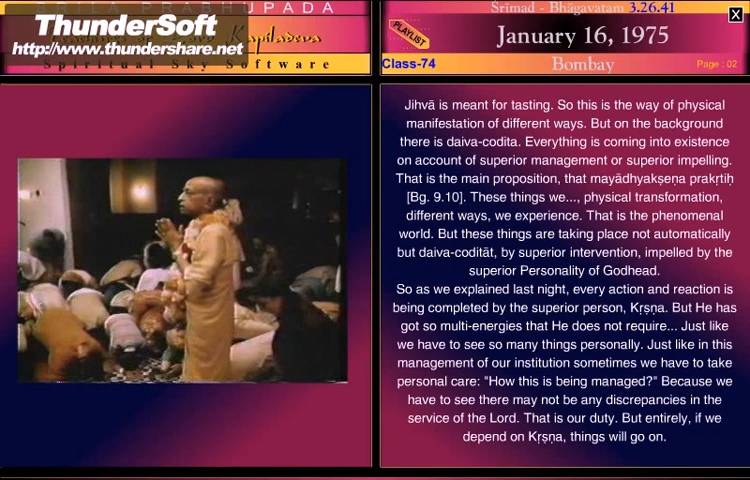 SRILA PRABHUPADA
ThunderSoft
http://www.thundershare.net
Kapiladeva
Spiritual Sky Software
Śrīmad - Bhāgavatam 3.26.41
X
PLAYLIST
January 16, 1975
Class-74
Bombay
Page : 02
Jihvā is meant for tasting. So this is the way of physical
manifestation of different ways. But on the background
there is daiva-codita. Everything is coming into existence
on account of superior management or superior impelling.
That is the main proposition, that mayādhyakṣeṇa prakṛtiḥ
[Bg. 9.10]. These things we..., physical transformation,
different ways, we experience. That is the phenomenal
world. But these things are taking place not automatically
but daiva-coditāt, by superior intervention, impelled by the
superior Personality of Godhead.
So as we explained last night, every action and reaction is
being completed by the superior person, Kṛṣṇa. But He has
got so multi-energies that He does not require... Just like
we have to see so many things personally. Just like in this
management of our institution sometimes we have to take
personal care: "How this is being managed?" Because we
have to see there may not be any discrepancies in the
service of the Lord. That is our duty. But entirely, if we
depend on Kṛṣṇa, things will go on.